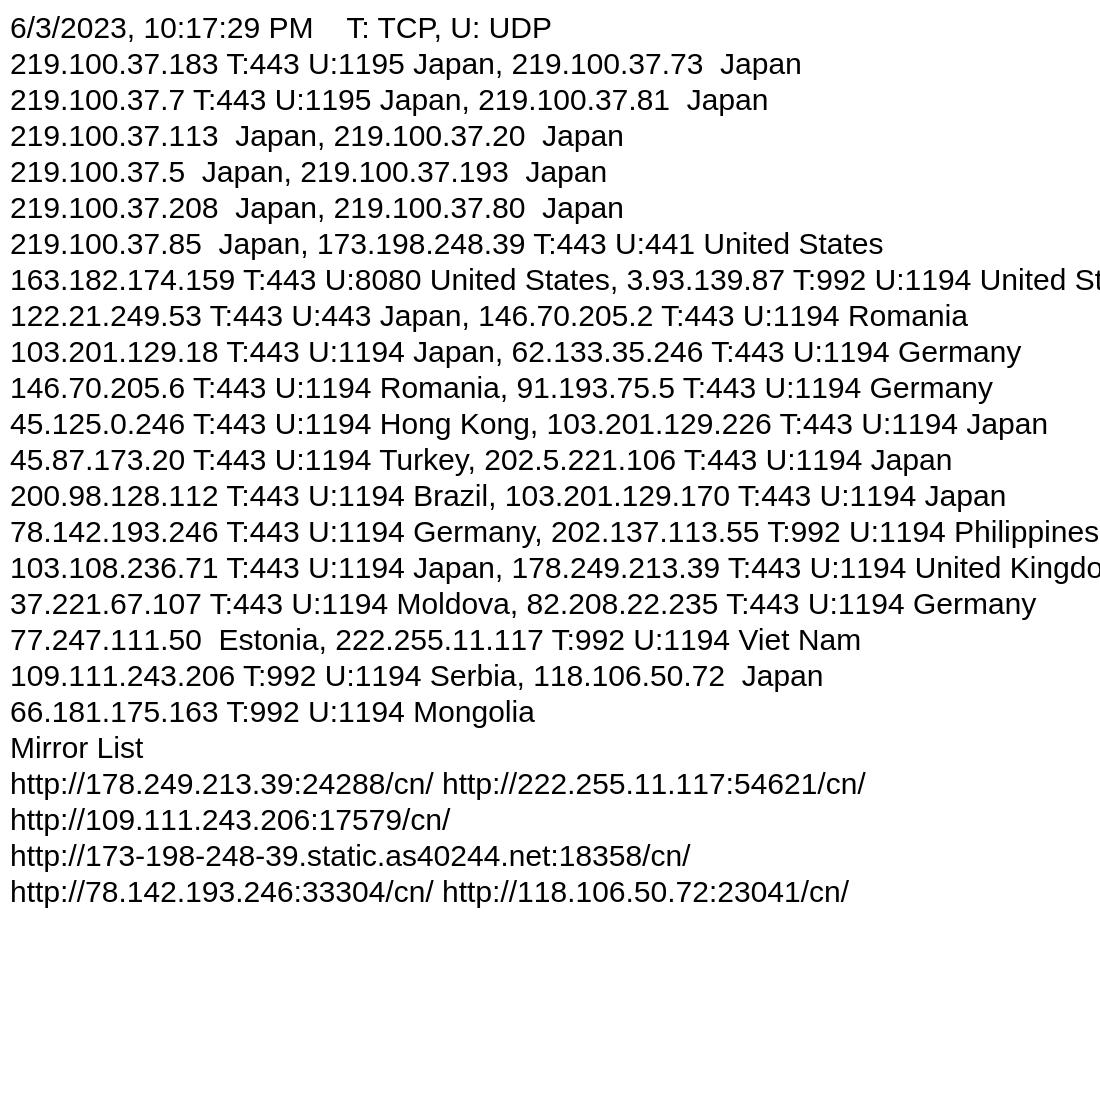 6/3/2023, 10:17:29 PM    T: TCP, U: UDP
219.100.37.183 T:443 U:1195 Japan, 219.100.37.73  Japan
219.100.37.7 T:443 U:1195 Japan, 219.100.37.81  Japan
219.100.37.113  Japan, 219.100.37.20  Japan
219.100.37.5  Japan, 219.100.37.193  Japan
219.100.37.208  Japan, 219.100.37.80  Japan
219.100.37.85  Japan, 173.198.248.39 T:443 U:441 United States
163.182.174.159 T:443 U:8080 United States, 3.93.139.87 T:992 U:1194 United St
122.21.249.53 T:443 U:443 Japan, 146.70.205.2 T:443 U:1194 Romania
103.201.129.18 T:443 U:1194 Japan, 62.133.35.246 T:443 U:1194 Germany
146.70.205.6 T:443 U:1194 Romania, 91.193.75.5 T:443 U:1194 Germany
45.125.0.246 T:443 U:1194 Hong Kong, 103.201.129.226 T:443 U:1194 Japan
45.87.173.20 T:443 U:1194 Turkey, 202.5.221.106 T:443 U:1194 Japan
200.98.128.112 T:443 U:1194 Brazil, 103.201.129.170 T:443 U:1194 Japan
78.142.193.246 T:443 U:1194 Germany, 202.137.113.55 T:992 U:1194 Philippines
103.108.236.71 T:443 U:1194 Japan, 178.249.213.39 T:443 U:1194 United Kingdo
37.221.67.107 T:443 U:1194 Moldova, 82.208.22.235 T:443 U:1194 Germany
77.247.111.50  Estonia, 222.255.11.117 T:992 U:1194 Viet Nam
109.111.243.206 T:992 U:1194 Serbia, 118.106.50.72  Japan
66.181.175.163 T:992 U:1194 Mongolia
Mirror List
http://178.249.213.39:24288/cn/ http://222.255.11.117:54621/cn/
http://109.111.243.206:17579/cn/
http://173-198-248-39.static.as40244.net:18358/cn/
http://78.142.193.246:33304/cn/ http://118.106.50.72:23041/cn/